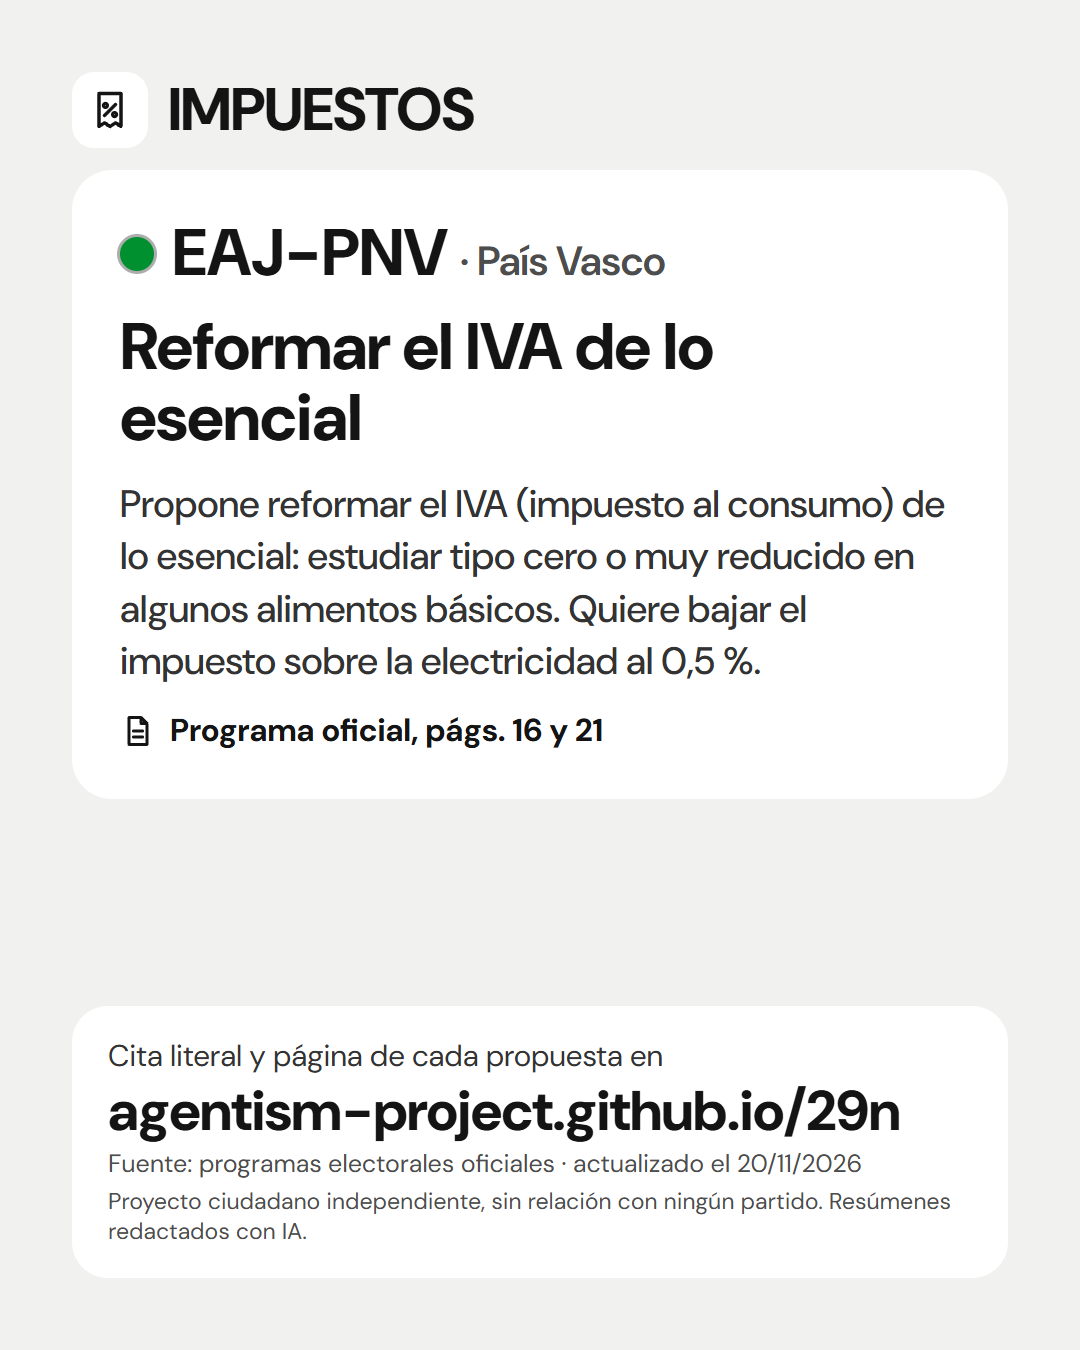 IMPUESTOS
EAJ-PNV · País Vasco
Reformar el IVA de lo
esencial
Propone reformar el IVA (impuesto al consumo) de
lo esencial: estudiar tipo cero o muy reducido en
algunos alimentos básicos. Quiere bajar el
impuesto sobre la electricidad al 0,5 %.
Programa oficial, págs. 16 y 21
Cita literal y página de cada propuesta en
agentism-project.github.io/29n
Fuente: programas electorales oficiales · actualizado el 20/11/2026
Proyecto ciudadano independiente, sin relación con ningún partido. Resúmenes
redactados con IA.